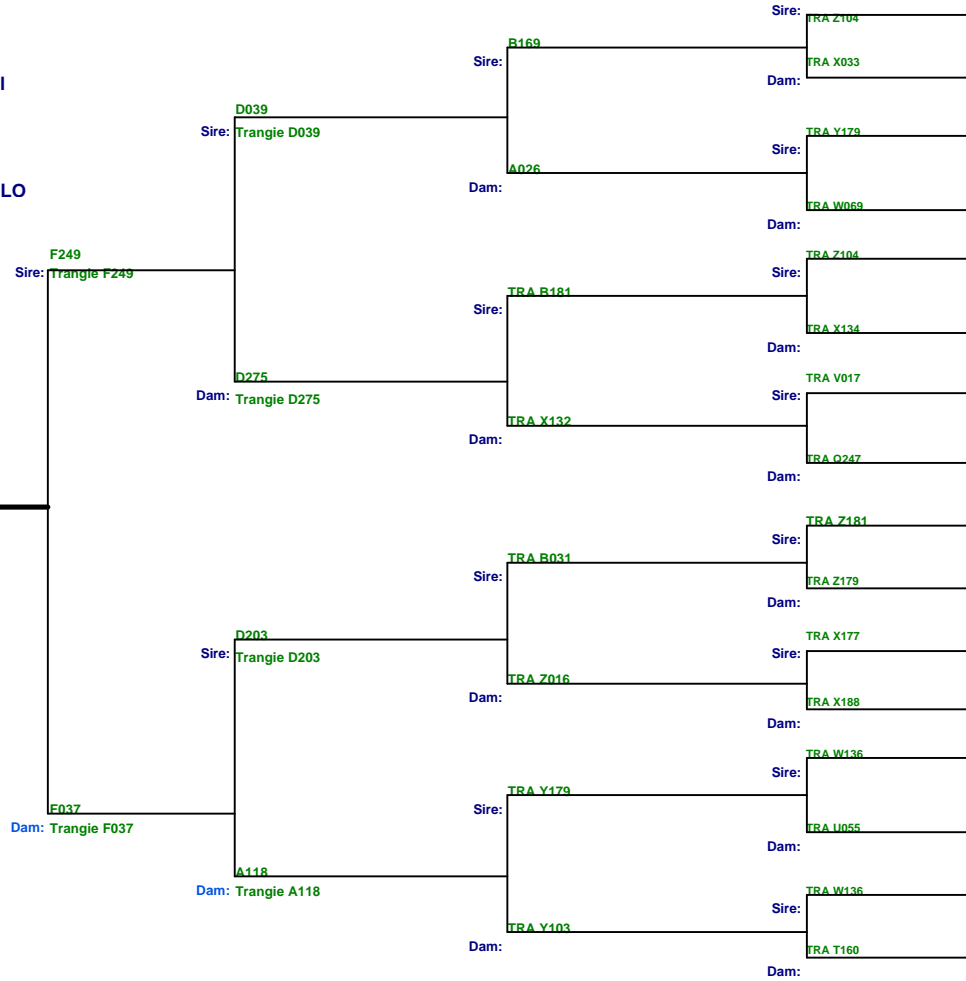 I
LO
Sire:
F249
Trangie F249
Dam:
F037
Trangie F037
Sire:
D039
Trangie D039
Dam:
D275
Trangie D275
Sire:
D203
Trangie D203
Dam:
A118
Trangie A118
Sire:
B169
Dam:
A026
Sire:
TRA B181
Dam:
TRA X132
Sire:
TRA B031
Dam:
TRA Z016
Sire:
TRA Y179
Dam:
TRA Y103
Sire:
TRA Z104
TRA X033
Dam:
TRA Y179
Sire:
TRA W069
Dam:
TRA Z104
Sire:
TRA X134
Dam:
TRA V017
Sire:
TRA Q247
Dam:
TRA Z181
Sire:
TRA Z179
Dam:
TRA X177
Sire:
TRA X188
Dam:
TRA W136
Sire:
TRA U055
Dam:
TRA W136
Sire:
TRA T160
Dam: